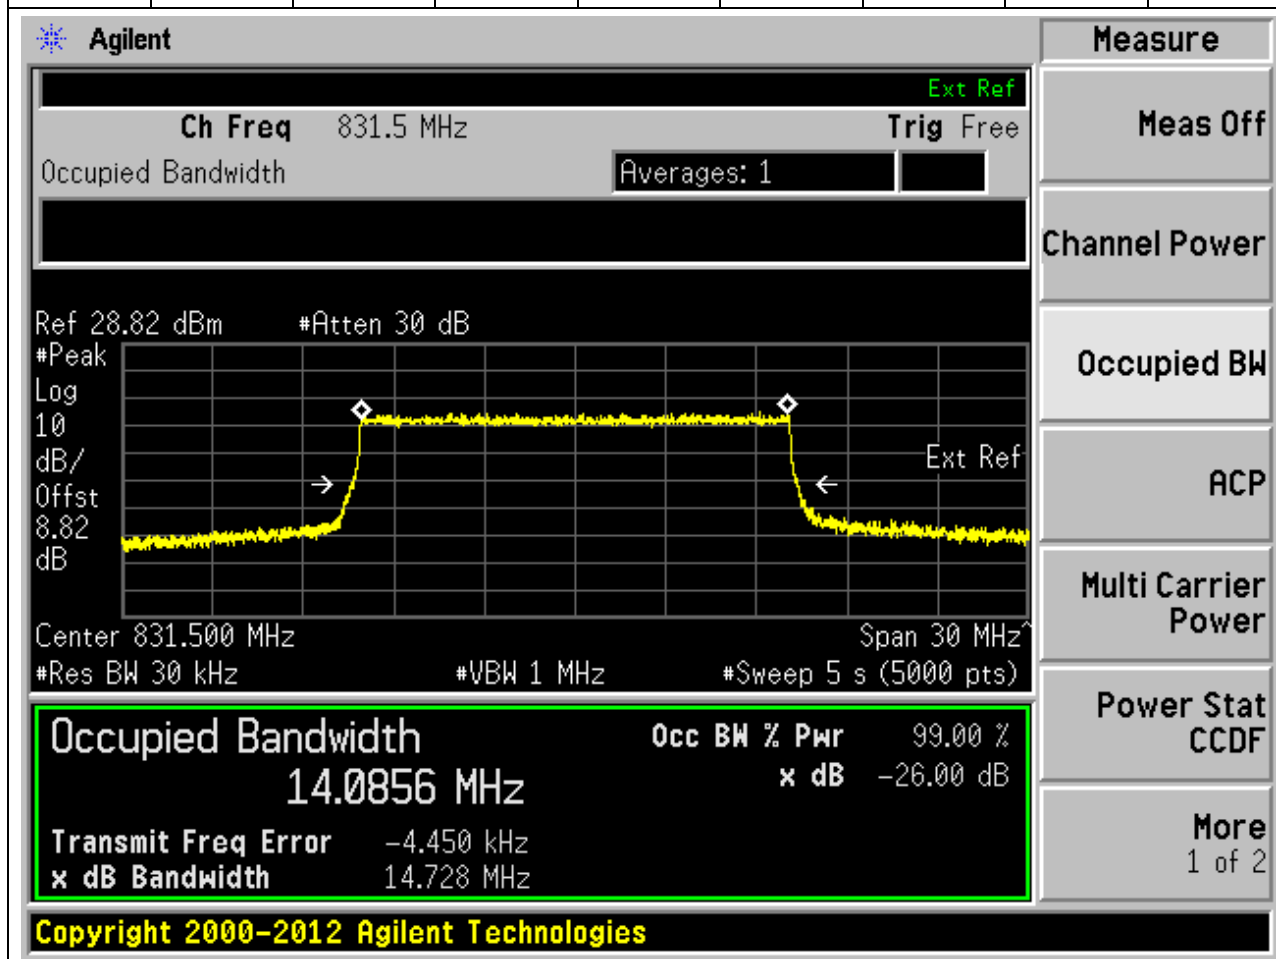 Agilent
Measure
Ext Ref
Ch Freq 831.5 MHz Trig Free
Meas Off
Occupied Bandwidth Averages: 1
Channel Power
Ref 28.82 dBm #Atten 30 dB
#Peak
Log
10
dB/
Offst
8.82
dB
Ext Ref
Occupied BW
ACP
Center 831.500 MHz Span 30 MHz^
#Res BW 30 kHz #VBW 1 MHz #Sweep 5 s (5000 pts)
Multi Carrier
Power
Occupied Bandwidth Occ BW % Pwr 99.00 %
14.0856 MHz x dB -26.00 dB
Transmit Freq Error -4.450 kHz
x dB Bandwidth 14.728 MHz
Power Stat
CCDF
More
1 of 2
Copyright 2000-2012 Agilent Technologies